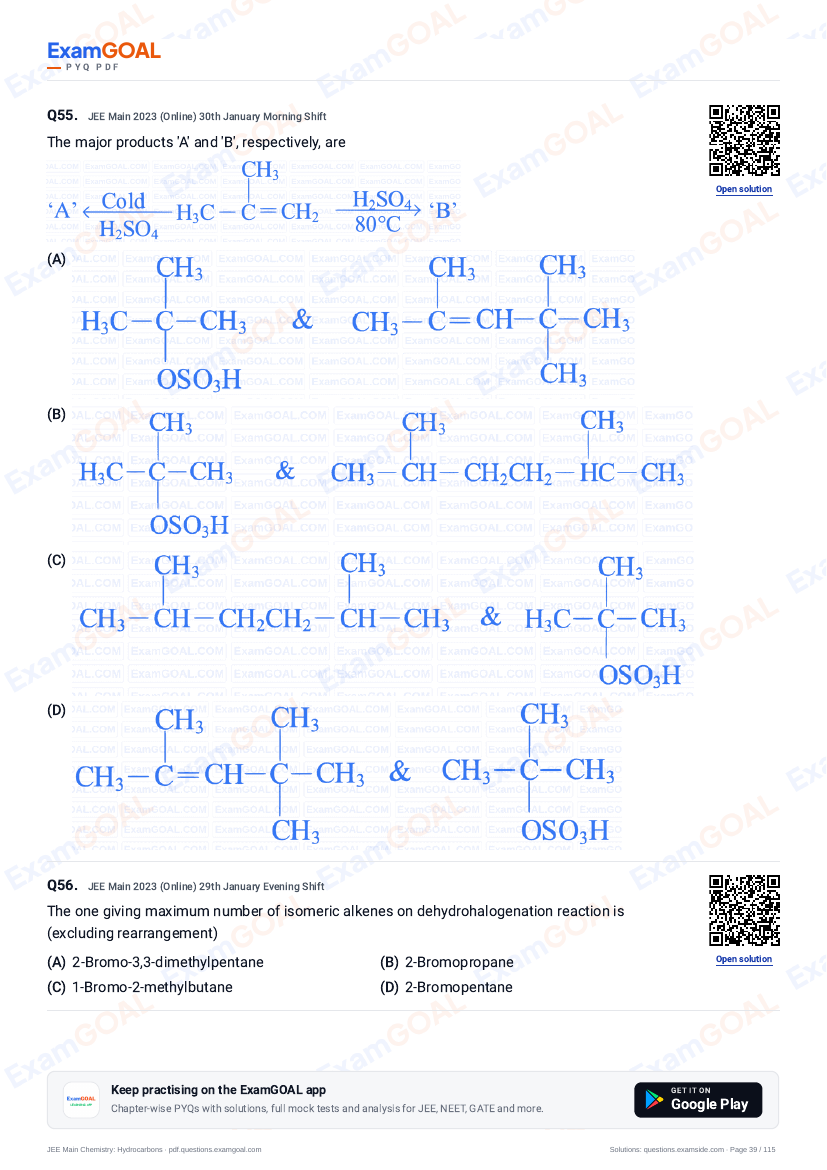 ExamGOAL
PYQ PDF
Q55. JEE Main 2023 (Online) 30th January Morning Shift
The major products 'A' and 'B', respectively, are
Open solution
CH₃
'A' Cold H₂SO₄ H₃C – C = CH₂ H₂SO₄ 80°C 'B'
(A)
CH₃ CH₃ CH₃
H₃C – C – CH₃ & CH₃ – C = CH – C – CH₃
OSO₃H CH₃
(B)
CH₃ CH₃ CH₃
H₃C – C – CH₃ & CH₃ – CH – CH₂CH₂ – HC – CH₃
OSO₃H
(C)
CH₃ CH₃ CH₃
CH₃ – CH – CH₂CH₂ – CH – CH₃ & H₃C – C – CH₃
OSO₃H
(D)
CH₃ CH₃ CH₃
CH₃ – C = CH – C – CH₃ & CH₃ – C – CH₃
CH₃ OSO₃H
Q56. JEE Main 2023 (Online) 29th January Evening Shift
The one giving maximum number of isomeric alkenes on dehydrohalogenation reaction is
(excluding rearrangement)
Open solution
(A) 2-Bromo-3,3-dimethylpentane (B) 2-Bromopropane
(C) 1-Bromo-2-methylbutane (D) 2-Bromopentane
ExamGOAL
Keep practising on the ExamGOAL app
Chapter-wise PYQs with solutions, full mock tests and analysis for JEE, NEET, GATE and more.
GET IT ON
Google Play
JEE Main Chemistry: Hydrocarbons · pdf.questions.examgoal.com Solutions: questions.examside.com · Page 39 / 115